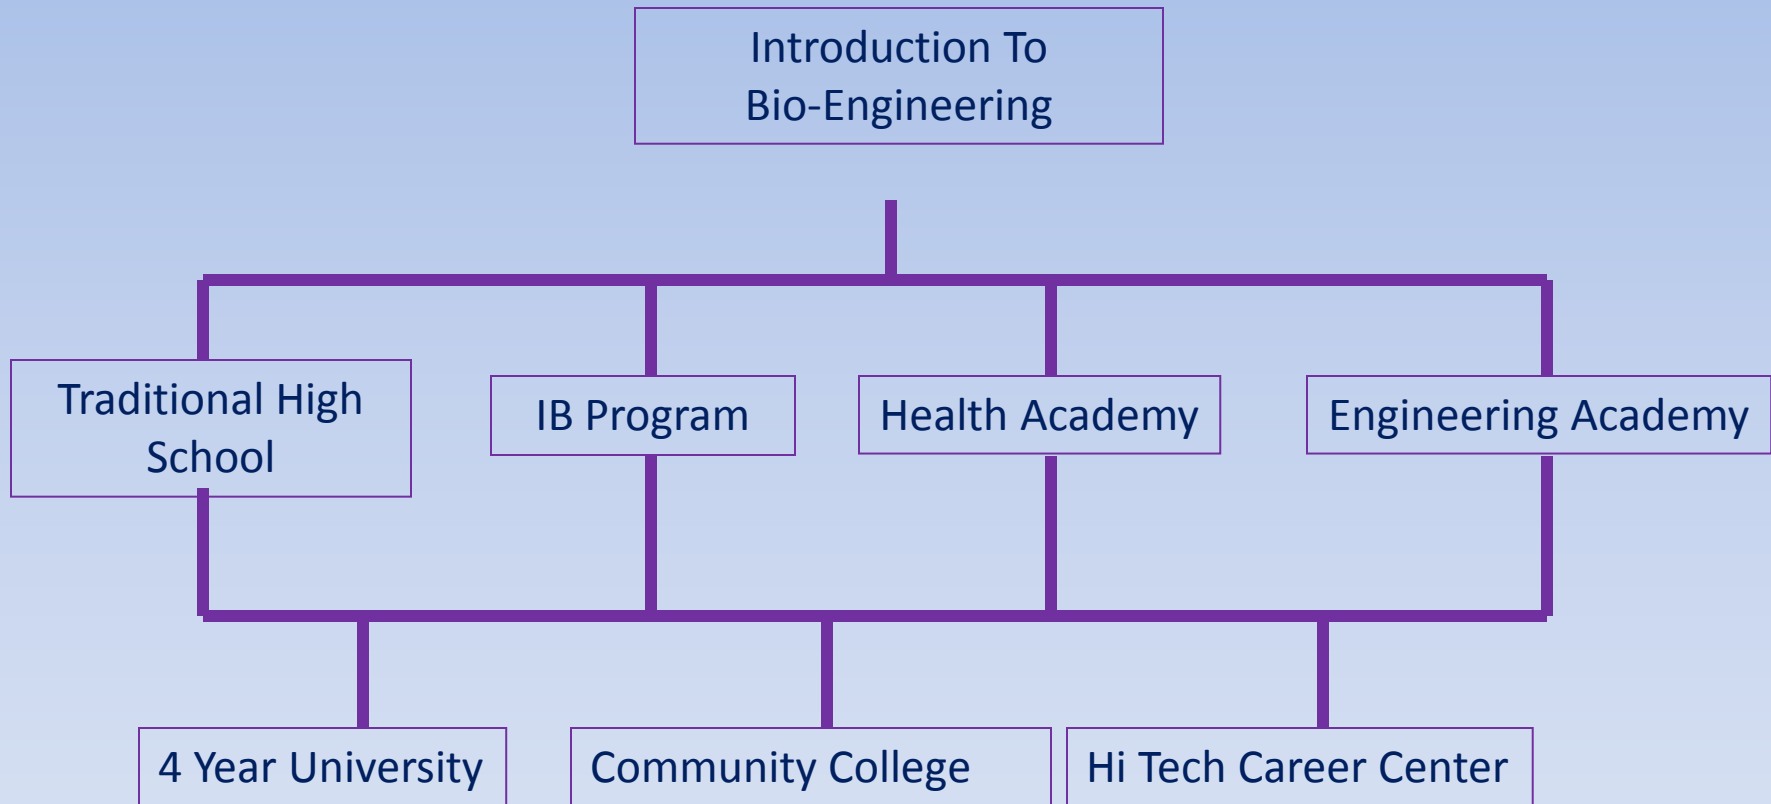 Introduction To
Bio-Engineering
Traditional High
School
IB Program
Health Academy
Engineering Academy
4 Year University
Community College
Hi Tech Career Center